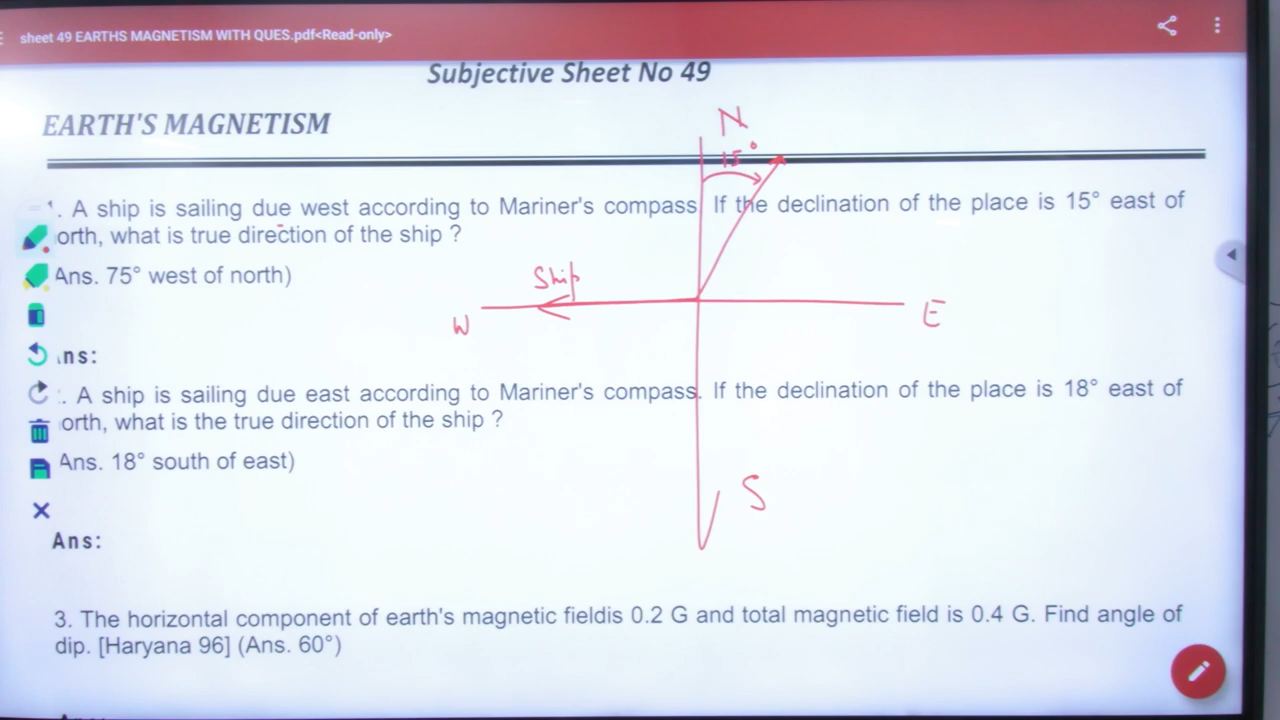 sheet 49 EARTHS MAGNETISM WITH QUES.pdf<Read-only>
Subjective Sheet No 49
EARTH'S MAGNETISM
N
15°
. A ship is sailing due west according to Mariner's compass If the declination of the place is 15° east of
orth, what is true direction of the ship ?
Ans. 75° west of north)
Ship
W
E
ns:
. A ship is sailing due east according to Mariner's compass. If the declination of the place is 18° east of
orth, what is the true direction of the ship ?
Ans. 18° south of east)
S
Ans:
3. The horizontal component of earth's magnetic fieldis 0.2 G and total magnetic field is 0.4 G. Find angle of
dip. [Haryana 96] (Ans. 60°)